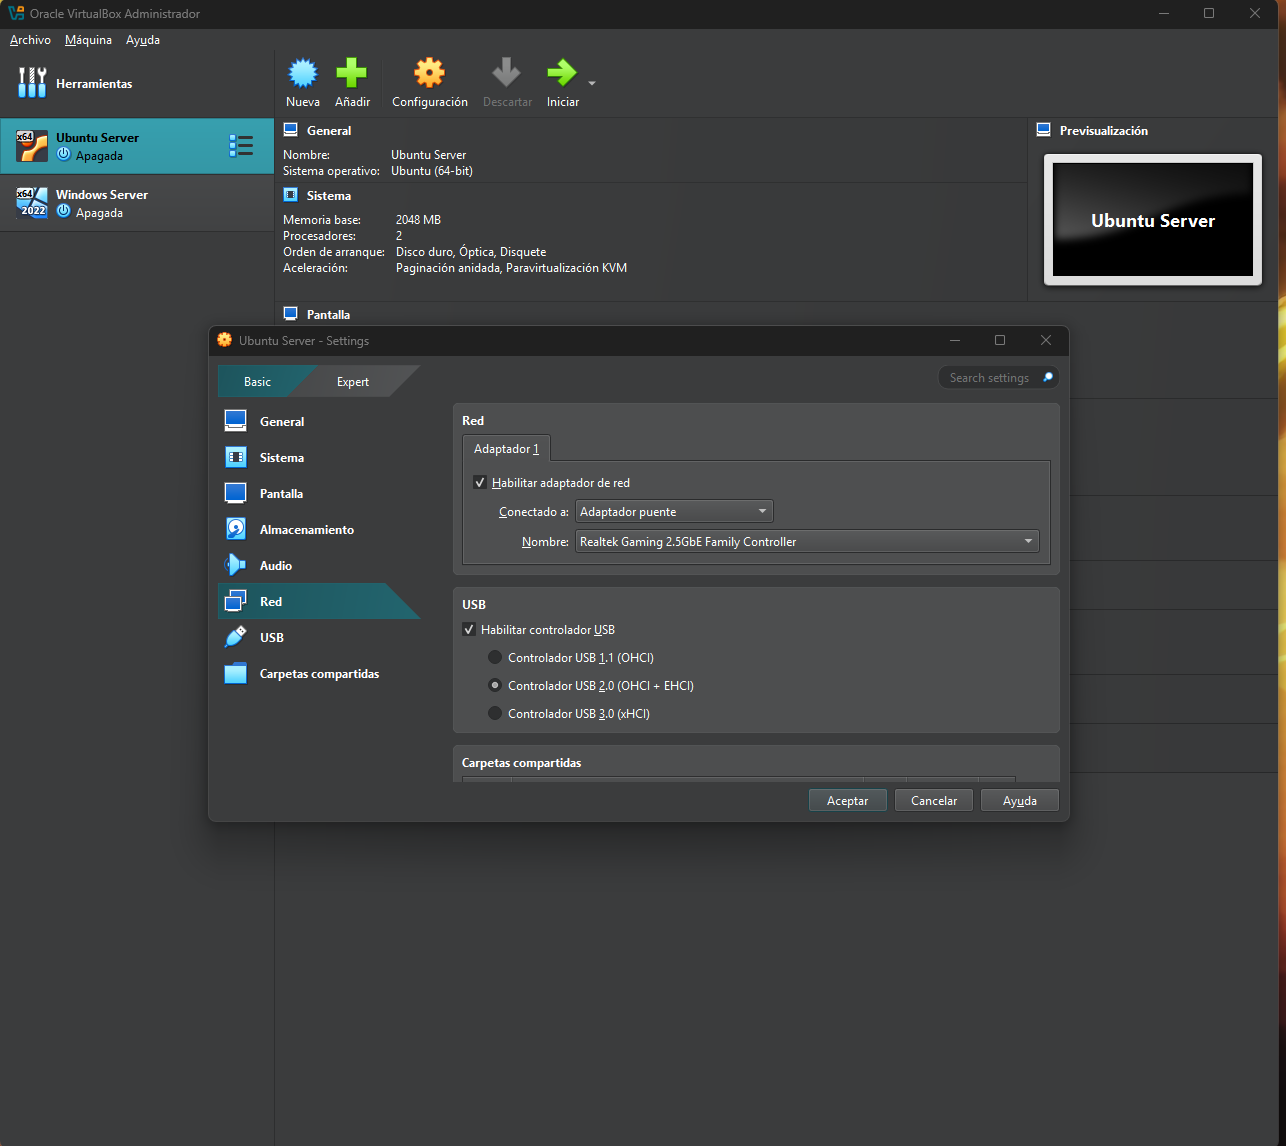 Oracle VirtualBox Administrador
Archivo Máquina Ayuda
Herramientas
Nueva Añadir Configuración Descartar Iniciar
x64 Ubuntu Server
Apagada
x64 2022 Windows Server
Apagada
General
Nombre: Ubuntu Server
Sistema operativo: Ubuntu (64-bit)
Sistema
Memoria base: 2048 MB
Procesadores: 2
Orden de arranque: Disco duro, Óptica, Disquete
Aceleración: Paginación anidada, Paravirtualización KVM
Previsualización
Ubuntu Server
Pantalla
Ubuntu Server - Settings
Basic Expert
Search settings
General
Sistema
Pantalla
Almacenamiento
Audio
Red
USB
Carpetas compartidas
Red
Adaptador 1
Habilitar adaptador de red
Conectado a: Adaptador puente
Nombre: Realtek Gaming 2.5GbE Family Controller
USB
Habilitar controlador USB
Controlador USB 1.1 (OHCI)
Controlador USB 2.0 (OHCI + EHCI)
Controlador USB 3.0 (xHCI)
Carpetas compartidas
Aceptar Cancelar Ayuda